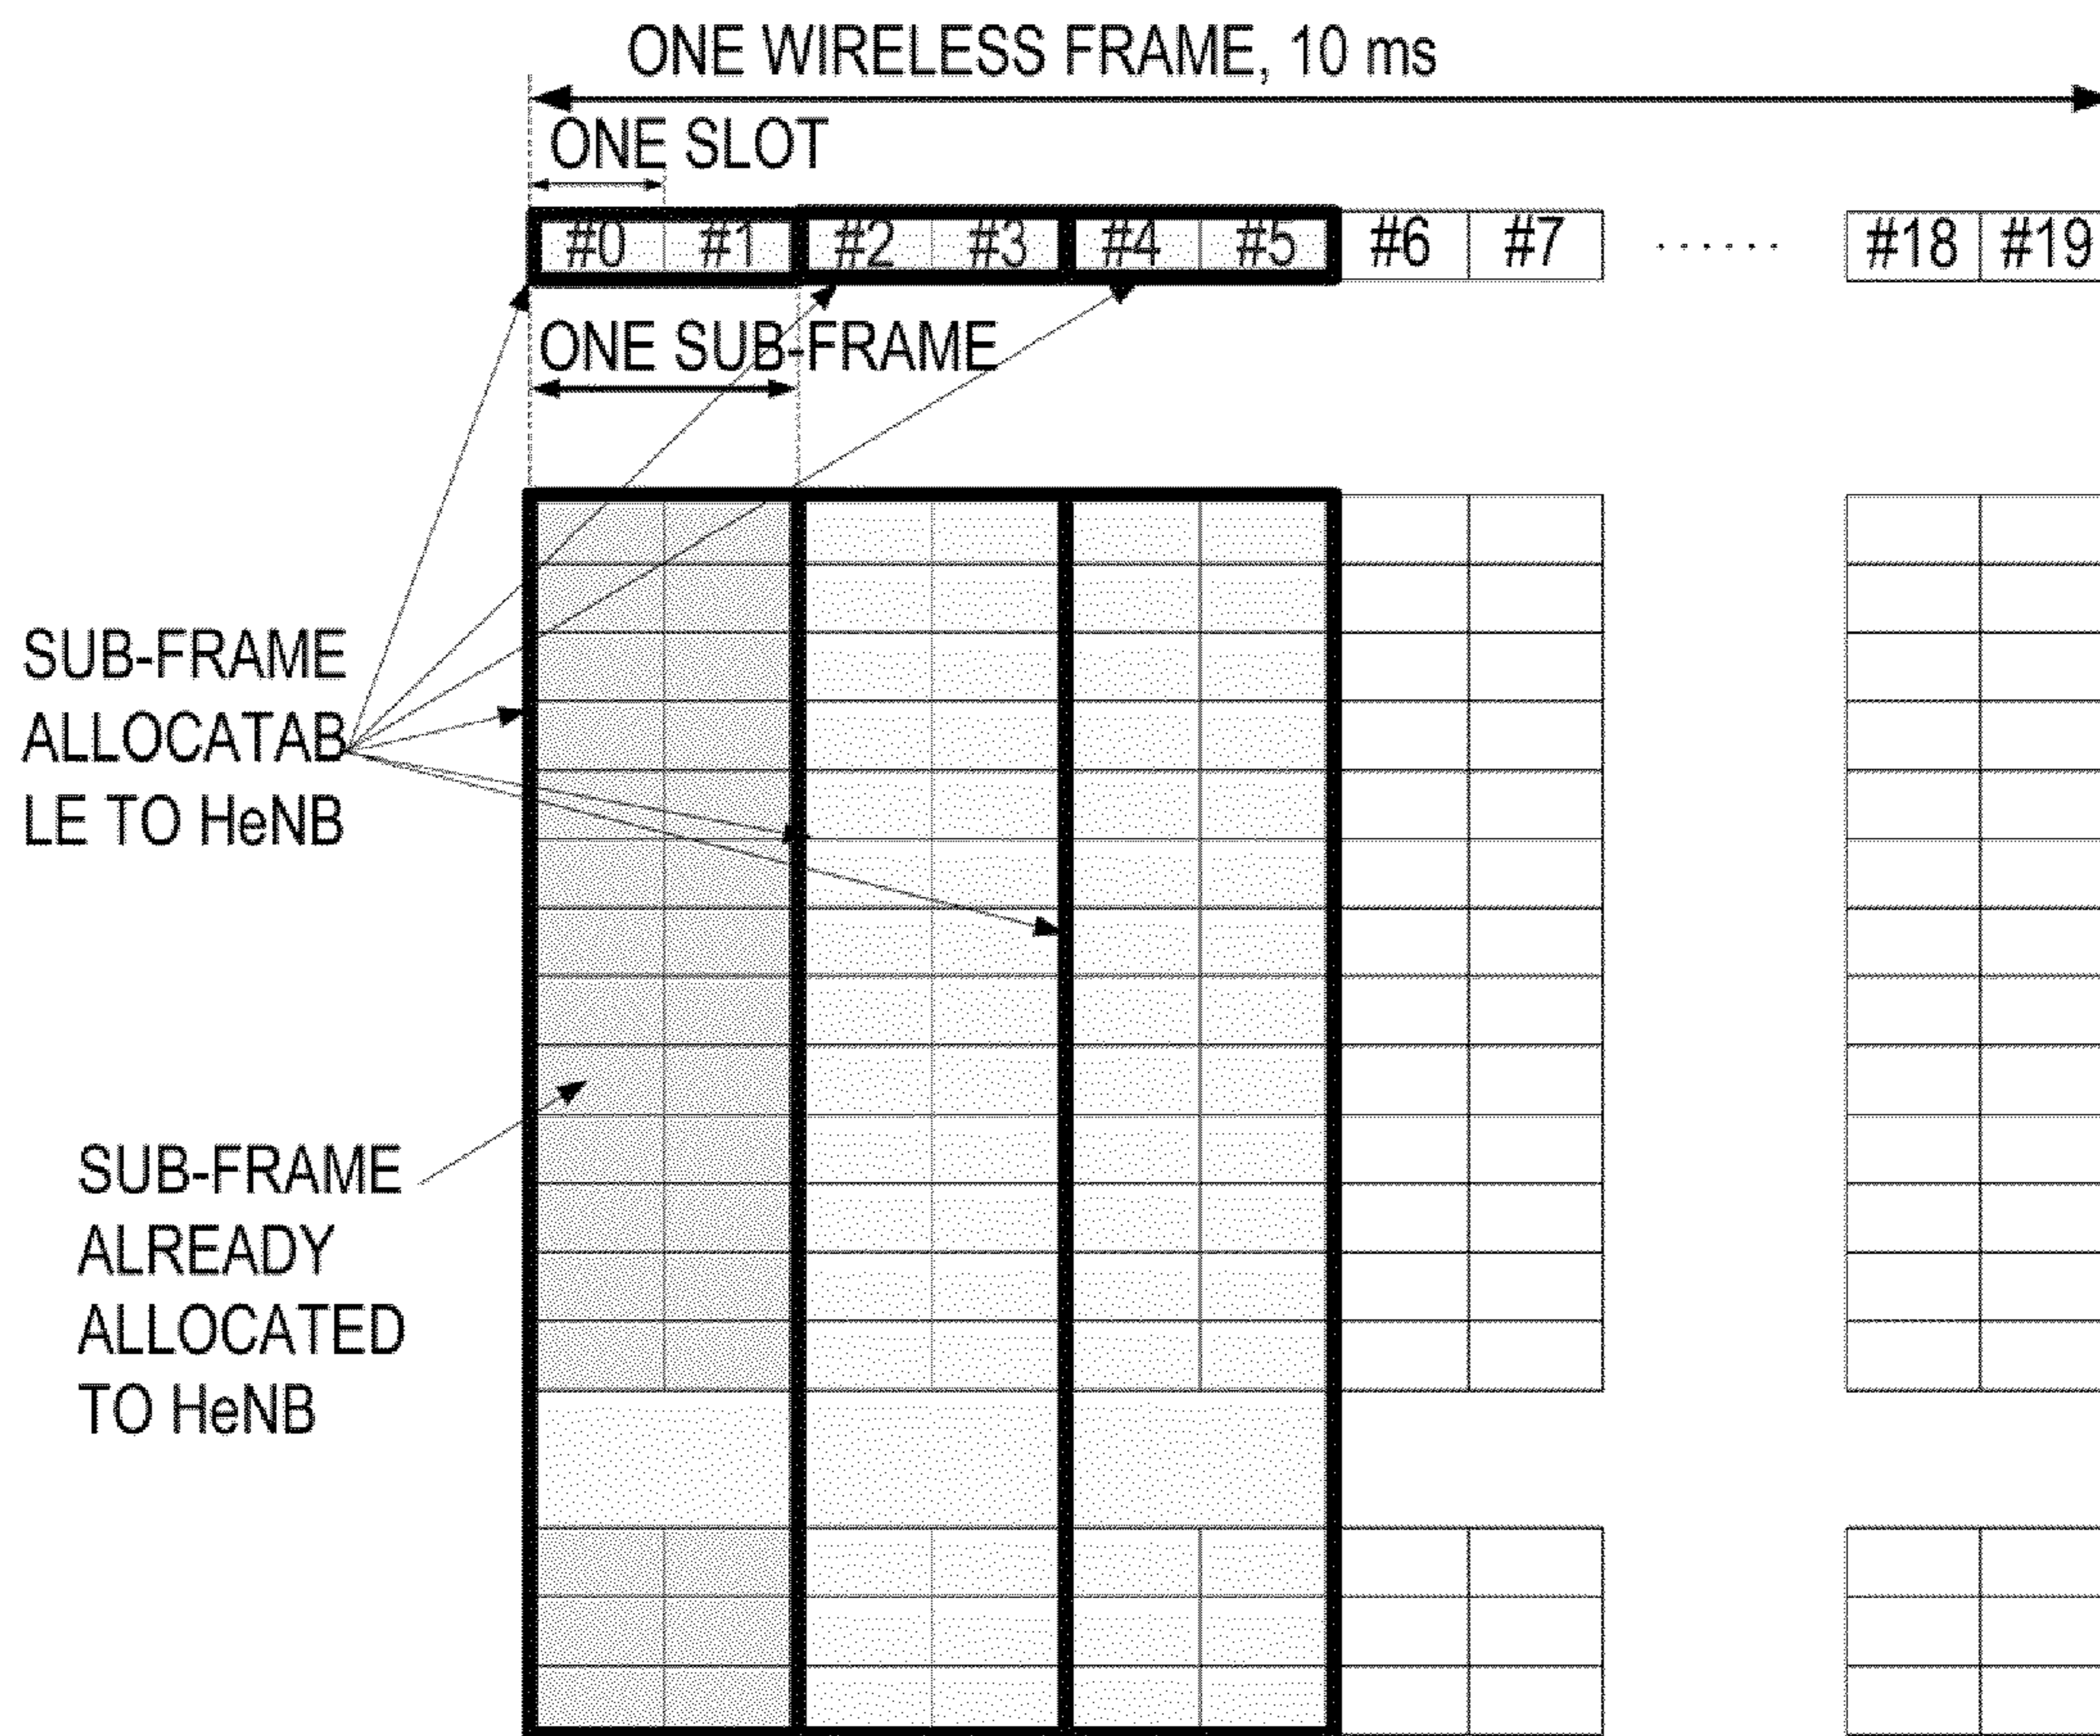 ONE WIRELESS FRAME, 10 ms
ONE SLOT
#0 #1 #2 #3 #4 #5 #6 #7 ...... #18 #19
ONE SUB-FRAME
SUB-FRAME
ALLOCATAB
LE TO HeNB
SUB-FRAME
ALREADY
ALLOCATED
TO HeNB